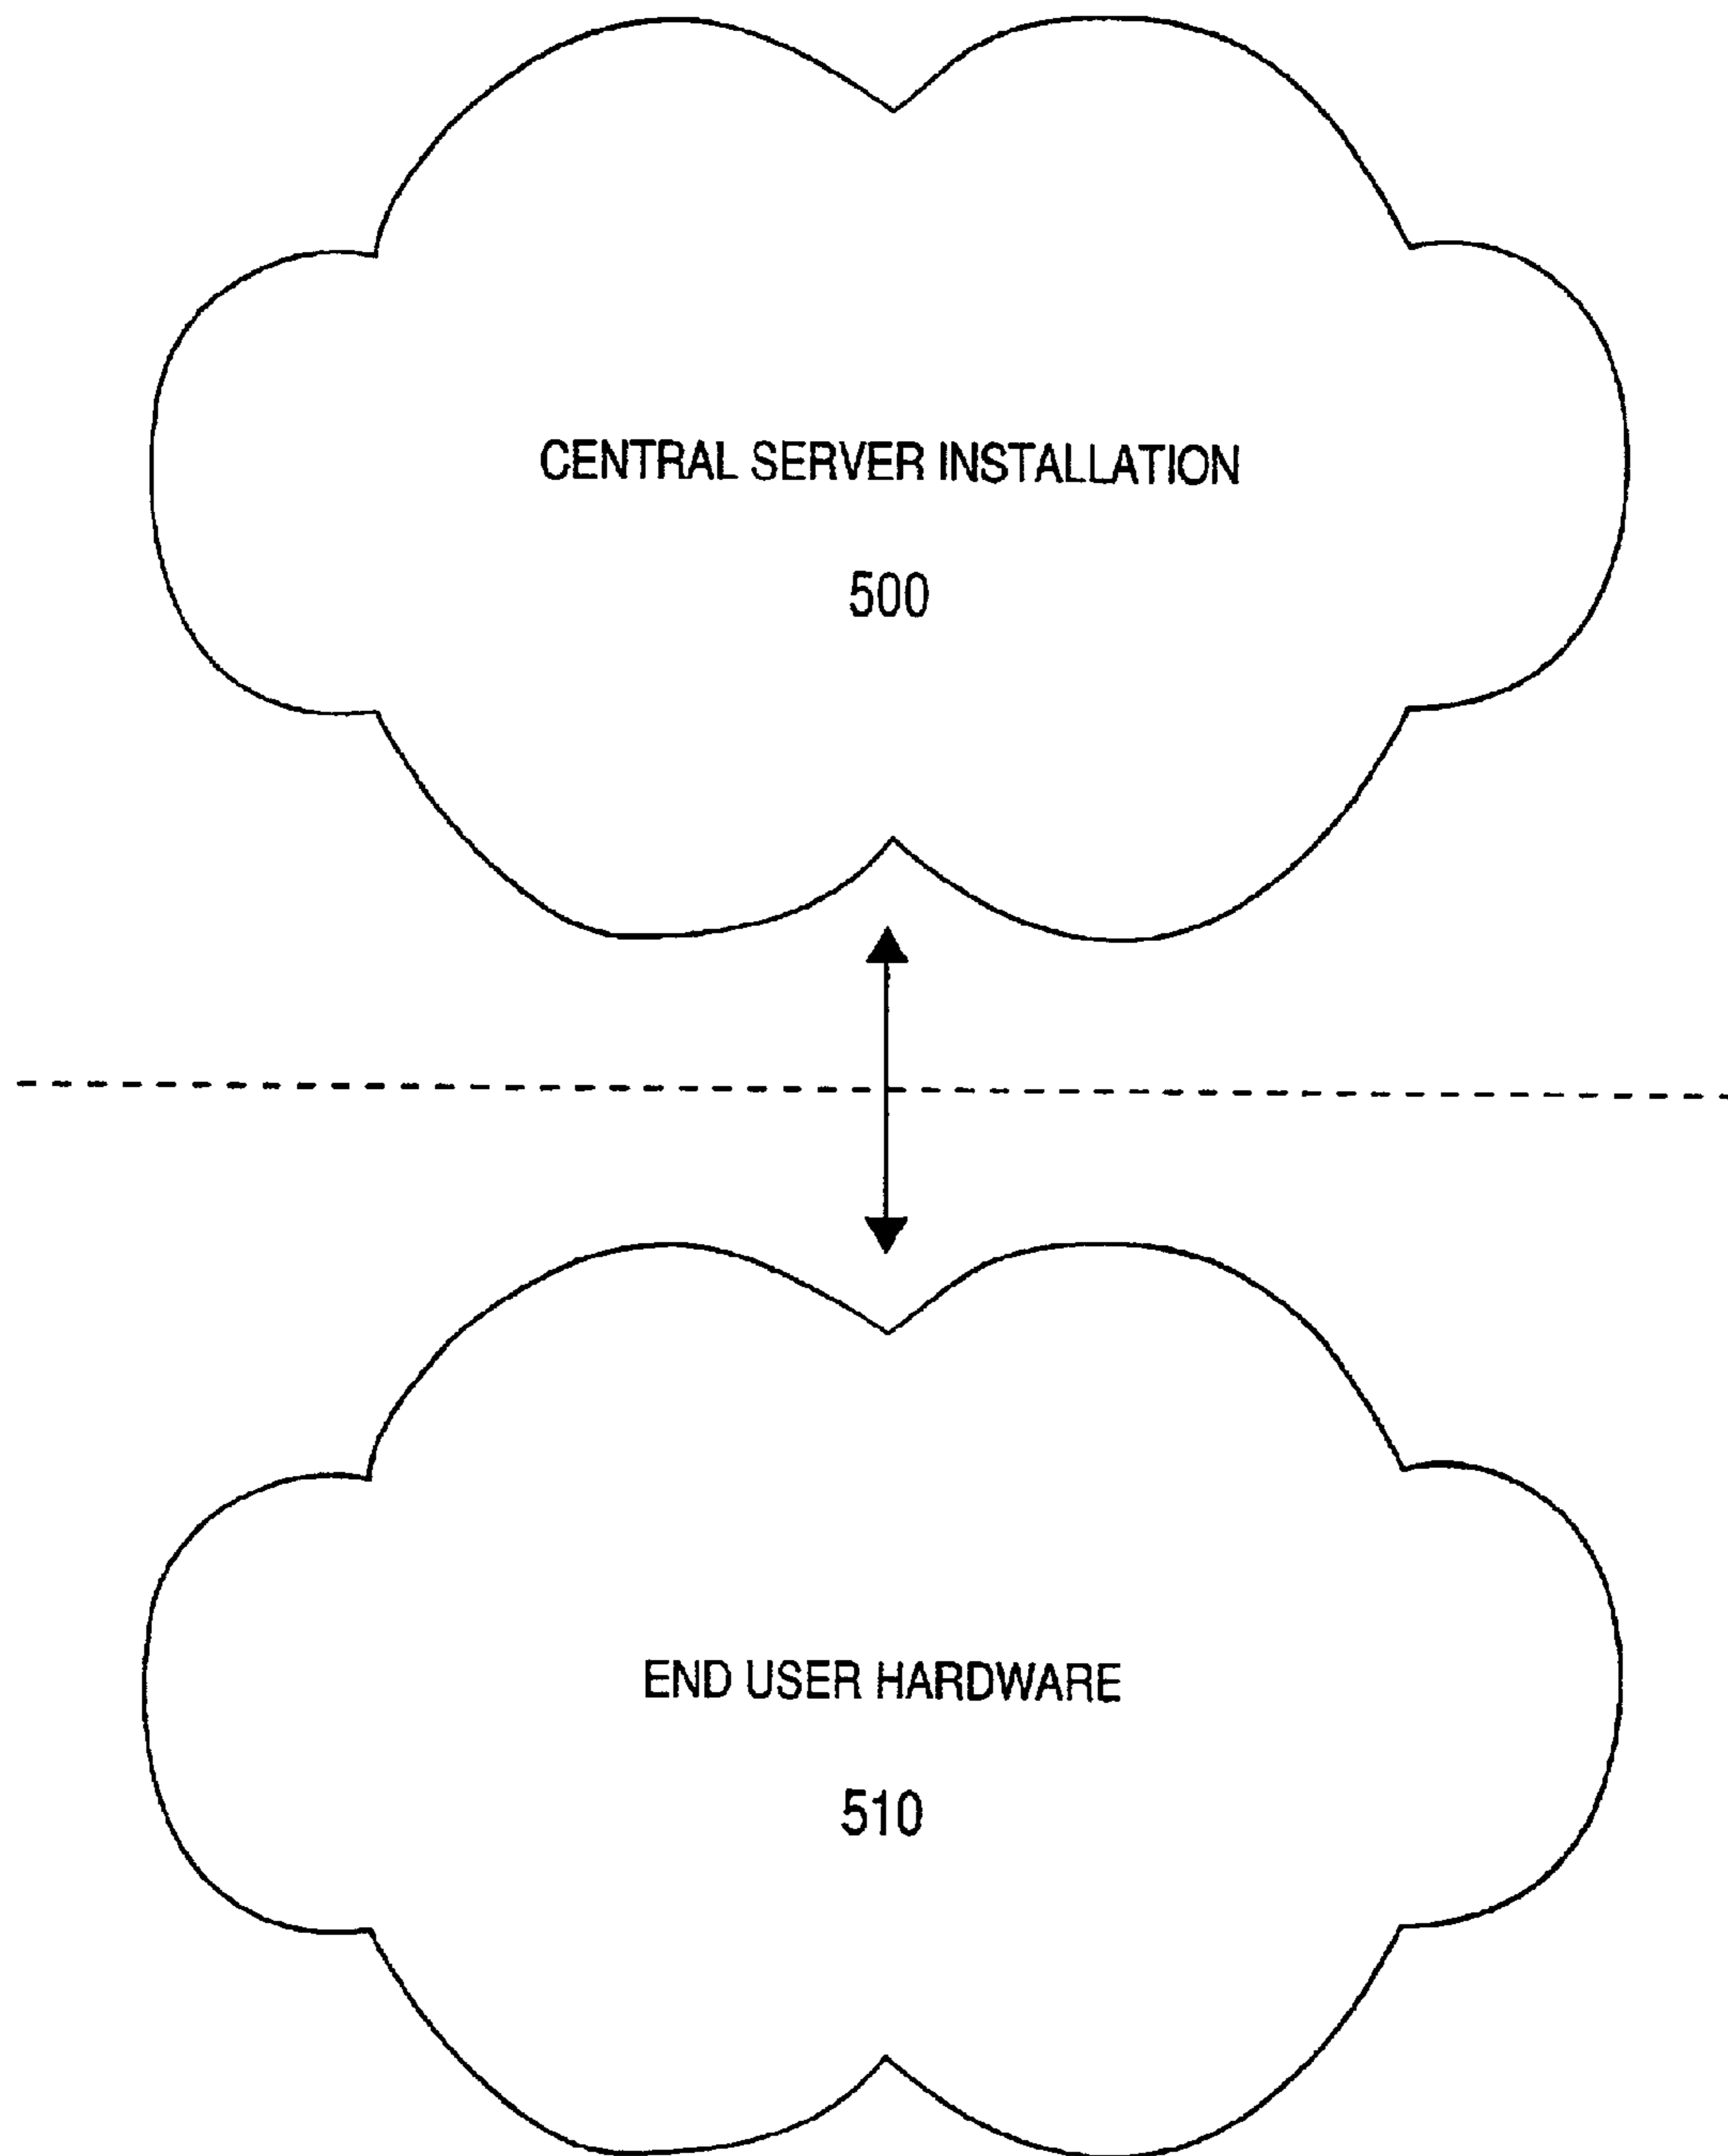 CENTRAL SERVER INSTALLATION
500
END USER HARDWARE
510